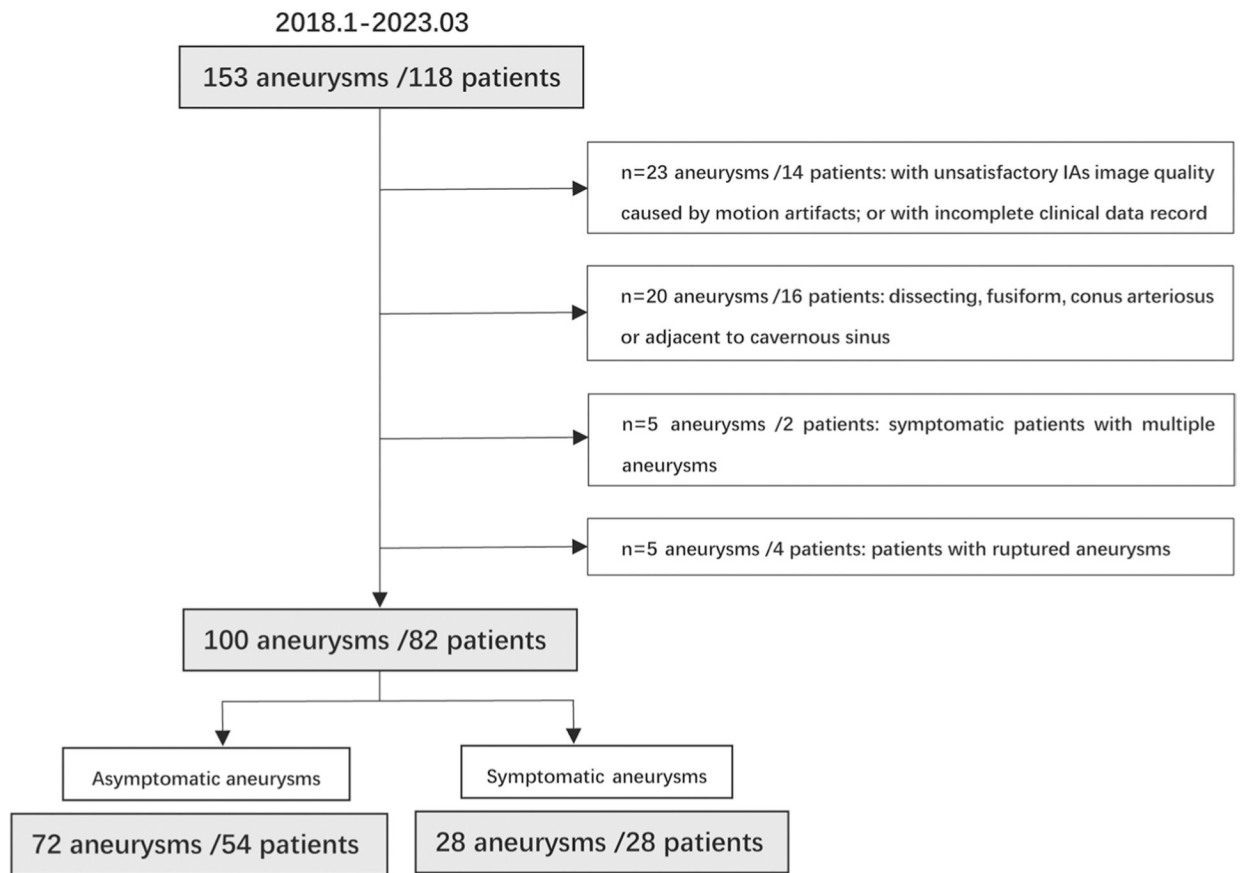 2018.1-2023.03
153 aneurysms /118 patients
n=23 aneurysms /14 patients: with unsatisfactory IAs image quality
caused by motion artifacts; or with incomplete clinical data record
n=20 aneurysms /16 patients: dissecting, fusiform, conus arteriosus
or adjacent to cavernous sinus
n=5 aneurysms /2 patients: symptomatic patients with multiple
aneurysms
n=5 aneurysms /4 patients: patients with ruptured aneurysms
100 aneurysms /82 patients
Asymptomatic aneurysms
Symptomatic aneurysms
72 aneurysms /54 patients
28 aneurysms /28 patients